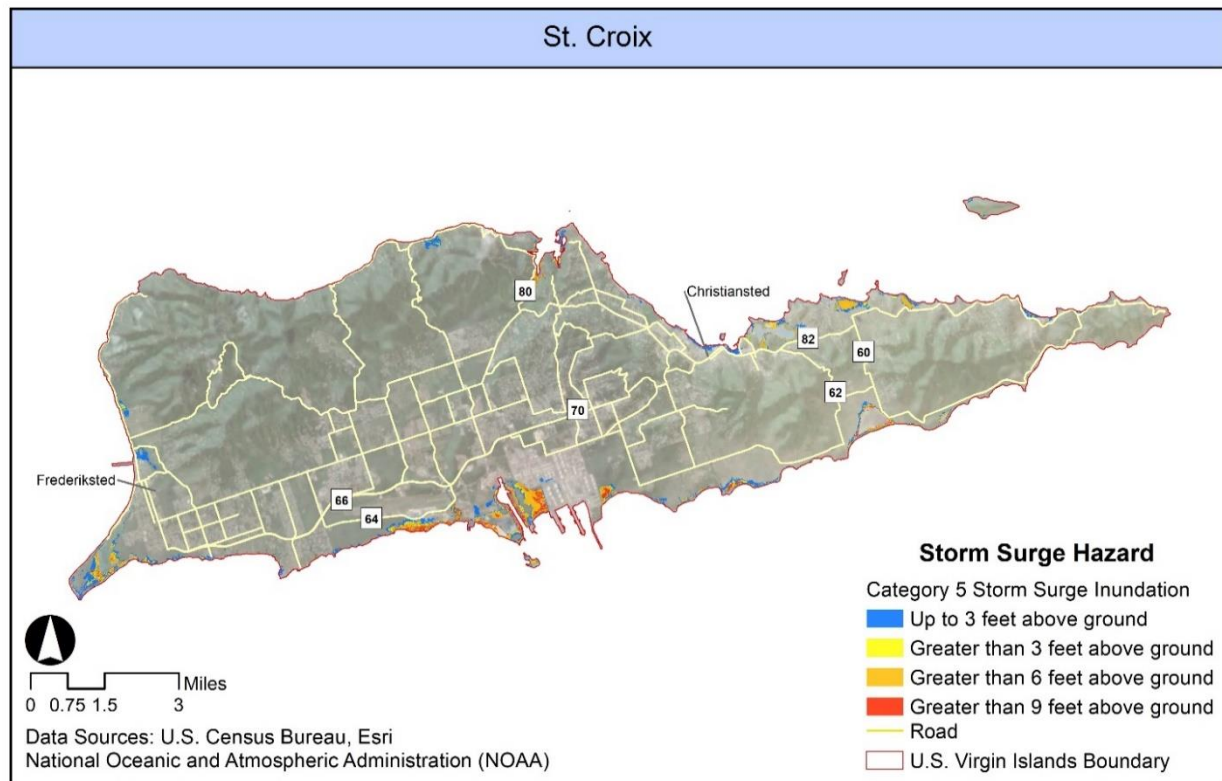 St. Croix
80
Christiansted
82
60
62
70
Frederiksted
66
64
Storm Surge Hazard
Category 5 Storm Surge Inundation
Up to 3 feet above ground
Greater than 3 feet above ground
Greater than 6 feet above ground
Greater than 9 feet above ground
Road
U.S. Virgin Islands Boundary
Miles
0 0.75 1.5 3
Data Sources: U.S. Census Bureau, Esri
National Oceanic and Atmospheric Administration (NOAA)